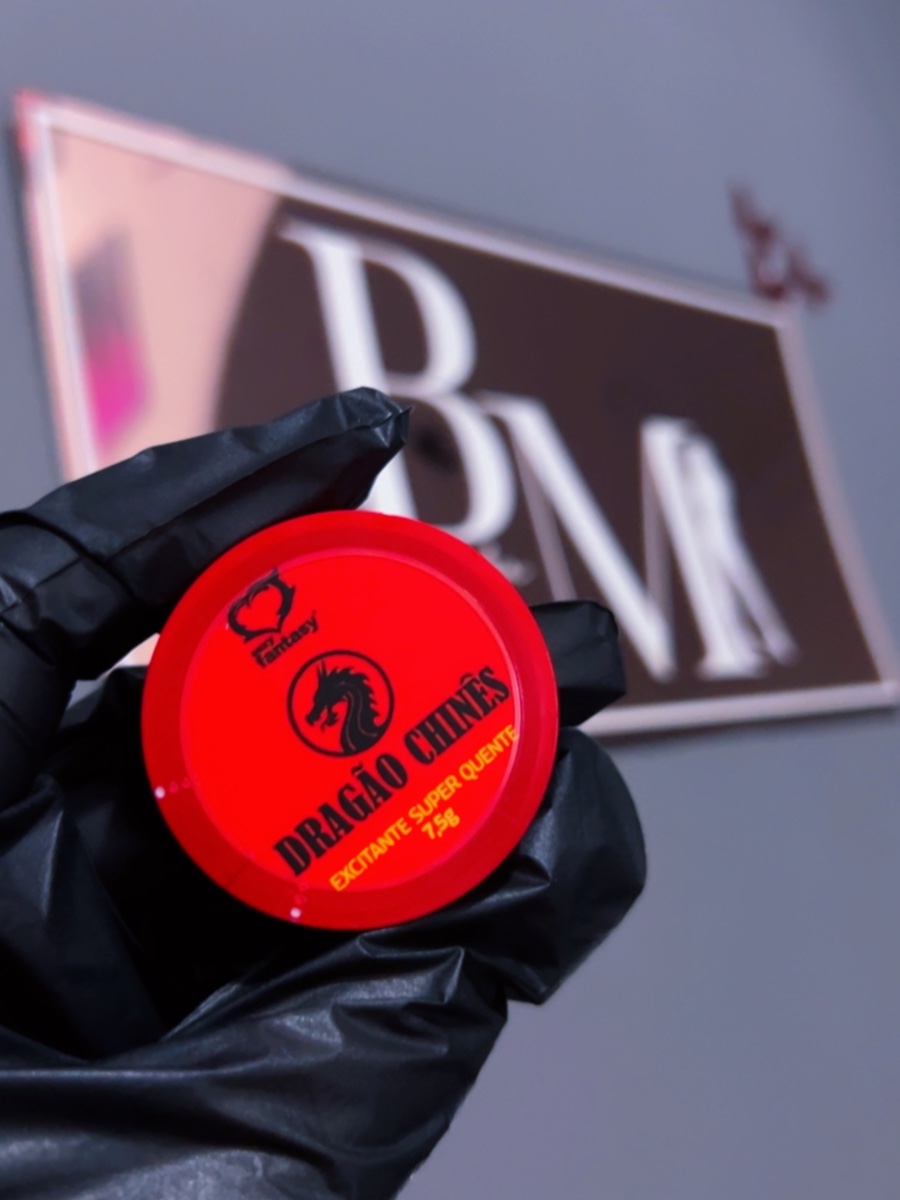 BM
sexy
fantasy
DRAGÃO CHINÊS
EXCITANTE SUPER QUENTE
7,5g